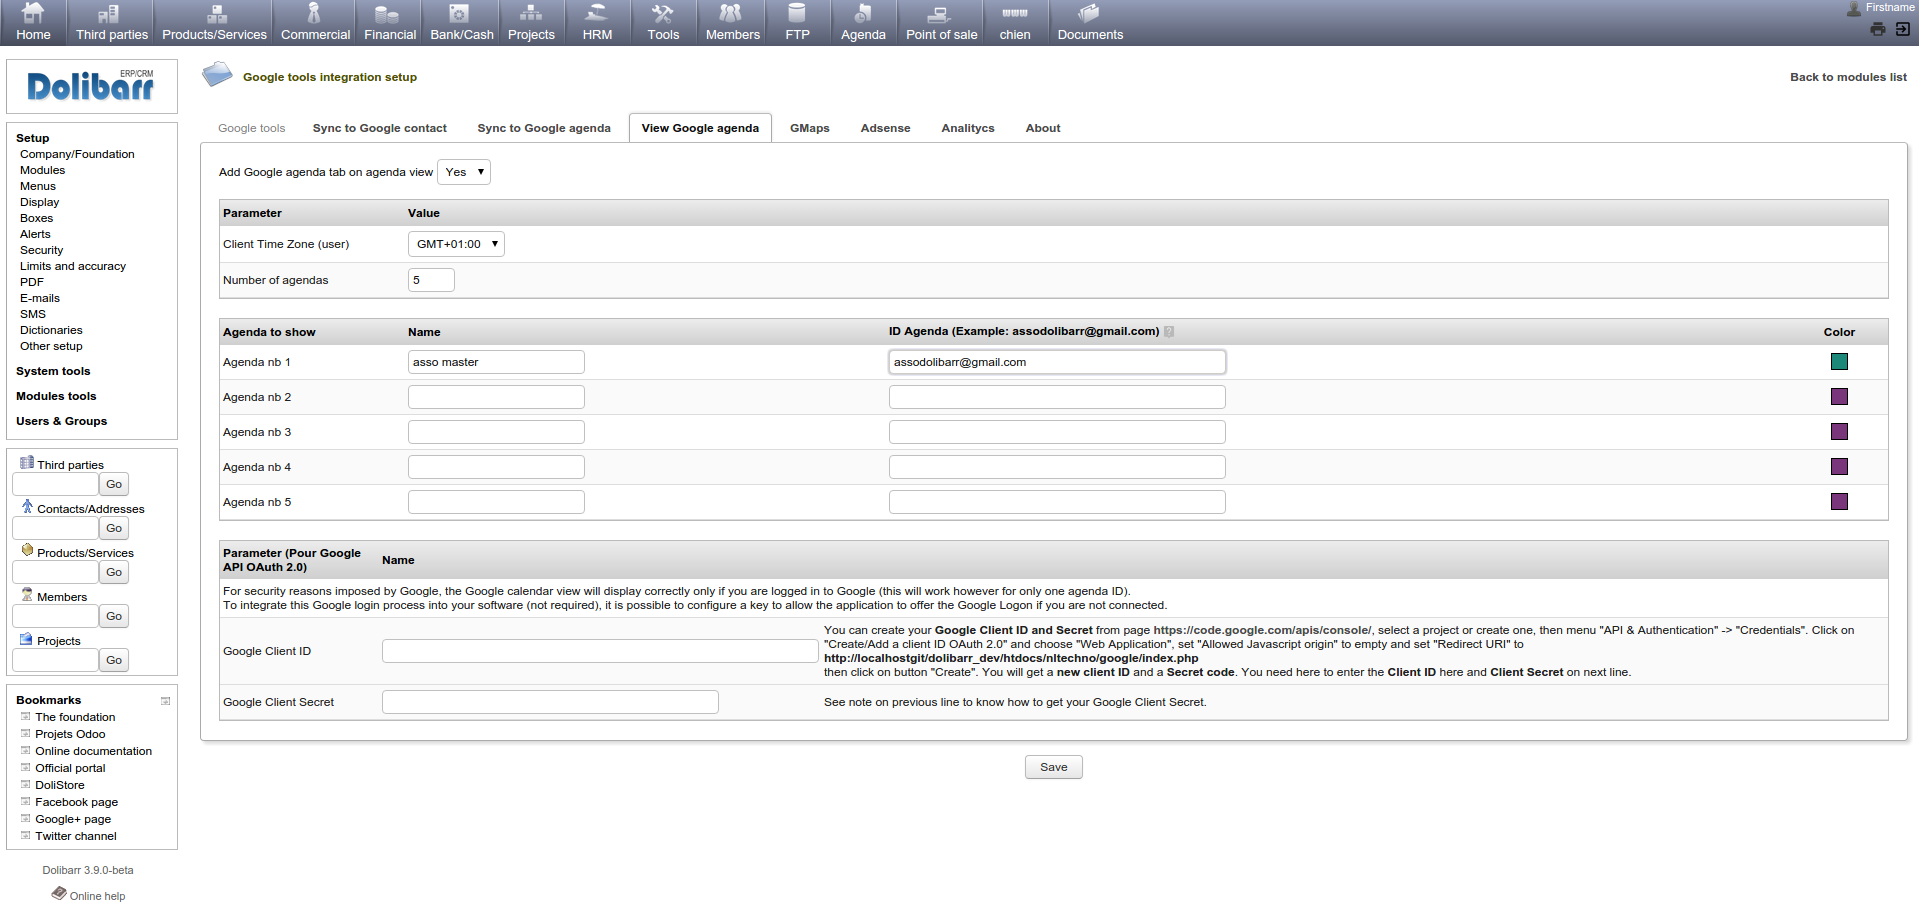 Home Third parties Products/Services Commercial Financial Bank/Cash Projects HRM Tools Members FTP Agenda Point of sale chien Documents
Firstname
Dolibarr ERP/CRM
Google tools integration setup
Back to modules list
Google tools Sync to Google contact Sync to Google agenda View Google agenda GMaps Adsense Analitycs About
Setup
Company/Foundation
Modules
Menus
Display
Boxes
Alerts
Security
Limits and accuracy
PDF
E-mails
SMS
Dictionaries
Other setup
System tools
Modules tools
Users & Groups
Third parties
Go
Contacts/Addresses
Go
Products/Services
Go
Members
Go
Projects
Go
Bookmarks
The foundation
Projets Odoo
Online documentation
Official portal
DoliStore
Facebook page
Google+ page
Twitter channel
Dolibarr 3.9.0-beta
Online help
Add Google agenda tab on agenda view Yes
Parameter Value
Client Time Zone (user) GMT+01:00
Number of agendas 5
Agenda to show Name ID Agenda (Example: assodolibarr@gmail.com) ? Color
Agenda nb 1 asso master assodolibarr@gmail.com
Agenda nb 2
Agenda nb 3
Agenda nb 4
Agenda nb 5
Parameter (Pour Google
API OAuth 2.0) Name
For security reasons imposed by Google, the Google calendar view will display correctly only if you are logged in to Google (this will work however for only one agenda ID).
To integrate this Google login process into your software (not required), it is possible to configure a key to allow the application to offer the Google Logon if you are not connected.
Google Client ID
You can create your Google Client ID and Secret from page https://code.google.com/apis/console/, select a project or create one, then menu "API & Authentication" -> "Credentials". Click on
"Create/Add a client ID OAuth 2.0" and choose "Web Application", set "Allowed Javascript origin" to empty and set "Redirect URI" to
http://localhostgit/dolibarr_dev/htdocs/nltechno/google/index.php
then click on button "Create". You will get a new client ID and a Secret code. You need here to enter the Client ID here and Client Secret on next line.
Google Client Secret See note on previous line to know how to get your Google Client Secret.
Save